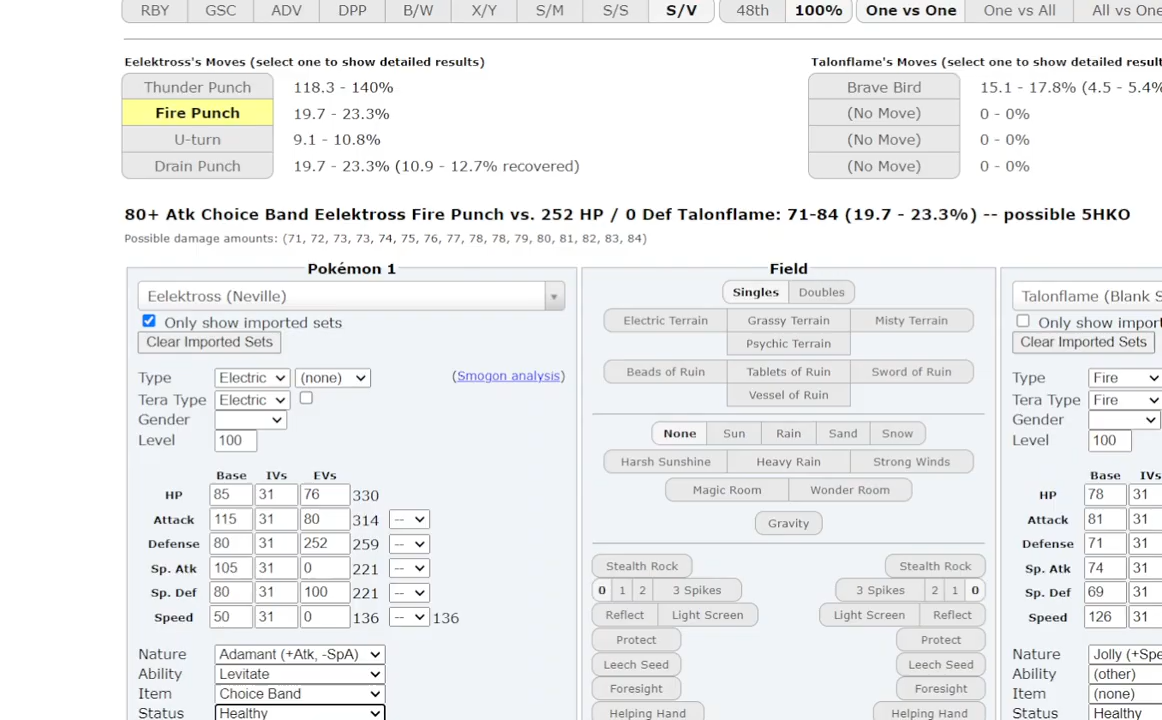 RBY GSC ADV DPP B/W X/Y S/M S/S S/V 48th 100% One vs One One vs All All vs One
Eelektross's Moves (select one to show detailed results) Talonflame's Moves (select one to show detailed result
Thunder Punch 118.3 - 140% Brave Bird 15.1 - 17.8% (4.5 - 5.4%
Fire Punch 19.7 - 23.3% (No Move) 0 - 0%
U-turn 9.1 - 10.8% (No Move) 0 - 0%
Drain Punch 19.7 - 23.3% (10.9 - 12.7% recovered) (No Move) 0 - 0%
80+ Atk Choice Band Eelektross Fire Punch vs. 252 HP / 0 Def Talonflame: 71-84 (19.7 - 23.3%) -- possible 5HKO
Possible damage amounts: (71, 72, 73, 73, 74, 75, 76, 77, 78, 78, 79, 80, 81, 82, 83, 84)
Pokémon 1 Field
Eelektross (Neville) Singles Doubles Talonflame (Blank S
Only show imported sets Electric Terrain Grassy Terrain Misty Terrain Only show import
Clear Imported Sets Psychic Terrain Clear Imported Sets
Beads of Ruin Tablets of Ruin Sword of Ruin
Type Electric (none) (Smogon analysis) Type Fire
Vessel of Ruin
Tera Type Electric Tera Type Fire
Gender Gender
Level 100 None Sun Rain Sand Snow Level 100
Harsh Sunshine Heavy Rain Strong Winds
Base IVs EVs Base IVs
HP 85 31 76 330 Magic Room Wonder Room HP 78 31
Attack 115 31 80 314 -- Gravity Attack 81 31
Defense 80 31 252 259 -- Defense 71 31
Sp. Atk 105 31 0 221 -- Stealth Rock Stealth Rock Sp. Atk 74 31
Sp. Def 80 31 100 221 -- 0 1 2 3 Spikes 3 Spikes 2 1 0 Sp. Def 69 31
Speed 50 31 0 136 -- 136 Reflect Light Screen Light Screen Reflect Speed 126 31
Protect Protect
Nature Adamant (+Atk, -SpA) Leech Seed Leech Seed Nature Jolly (+Spe
Ability Levitate Ability (other)
Item Choice Band Foresight Foresight Item (none)
Status Healthy Helping Hand Helping Hand Status Healthy